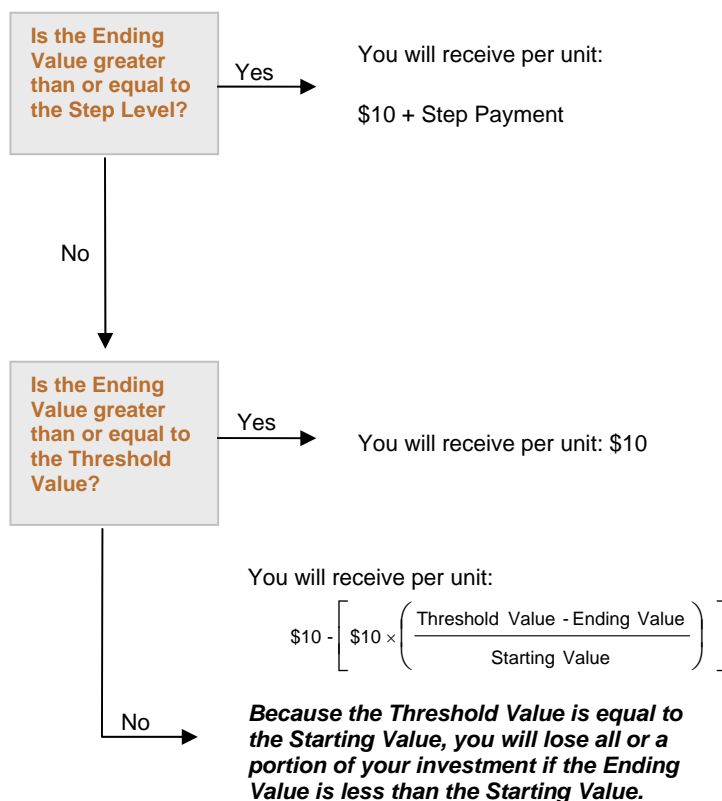 Is the Ending
Value greater
than or equal to
the Step Level?
Yes
You will receive per unit:
$10 + Step Payment
No
Is the Ending
Value greater
than or equal to
the Threshold
Value?
Yes
You will receive per unit: $10
No
You will receive per unit:
$10 - [ $10 × ( Threshold Value - Ending Value
Starting Value ) ]
Because the Threshold Value is equal to
the Starting Value, you will lose all or a
portion of your investment if the Ending
Value is less than the Starting Value.